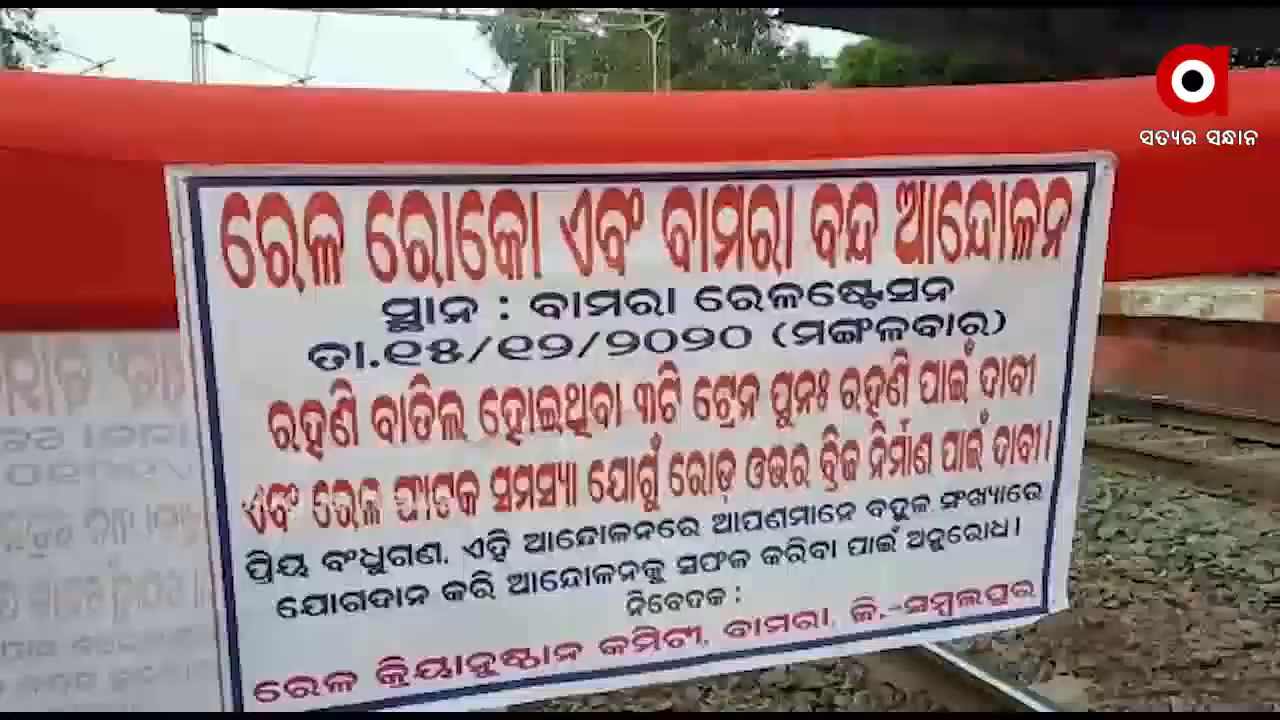 ସତ୍ୟର ସନ୍ଧାନ
ରେଳ ରୋକୋ ଏବଂ ବାମରା ବନ୍ଦ ଆନ୍ଦୋଳନ
ସ୍ଥାନ : ବାମରା ରେଳଷ୍ଟେସନ
ତା.୧୫/୧୨/୨୦୨୦ (ମଙ୍ଗଳବାର)
ରହଣି ବାତିଲ ହୋଇଥିବା ୩ଟି ଟ୍ରେନ ପୁନଃ ରହଣି ପାଇଁ ଦାବୀ
ଏବଂ ରେଳ ଫାଟକ ସମସ୍ୟା ଯୋଗୁଁ ରୋଡ଼ ଓଭର ବ୍ରିଜ ନିର୍ମାଣ ପାଇଁ ଦାବୀ।
ପ୍ରିୟ ବଂଧୁଗଣ, ଏହି ଆନ୍ଦୋଳନରେ ଆପଣମାନେ ବହୁଳ ସଂଖ୍ୟାରେ
ଯୋଗଦାନ କରି ଆନ୍ଦୋଳନକୁ ସଫଳ କରିବା ପାଇଁ ଅନୁରୋଧ।
ନିବେଦକ :
ରେଳ କ୍ରିୟାନୁଷ୍ଠାନ କମିଟୀ, ବାମରା, ଜି.-ସମ୍ବଲପୁର